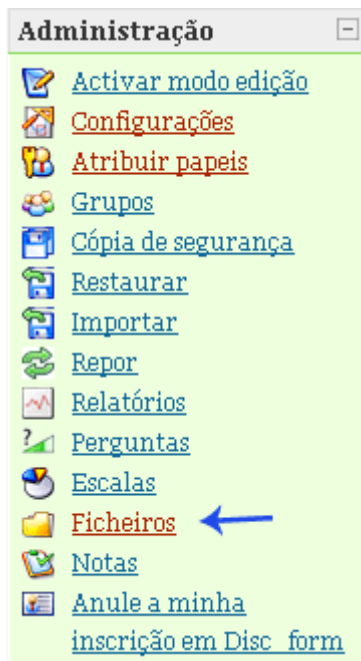 Administração
Activar modo edição
Configurações
Atribuir papeis
Grupos
Cópia de segurança
Restaurar
Importar
Repor
Relatórios
Perguntas
Escalas
Ficheiros
Notas
Anule a minha
inscrição em Disc_form